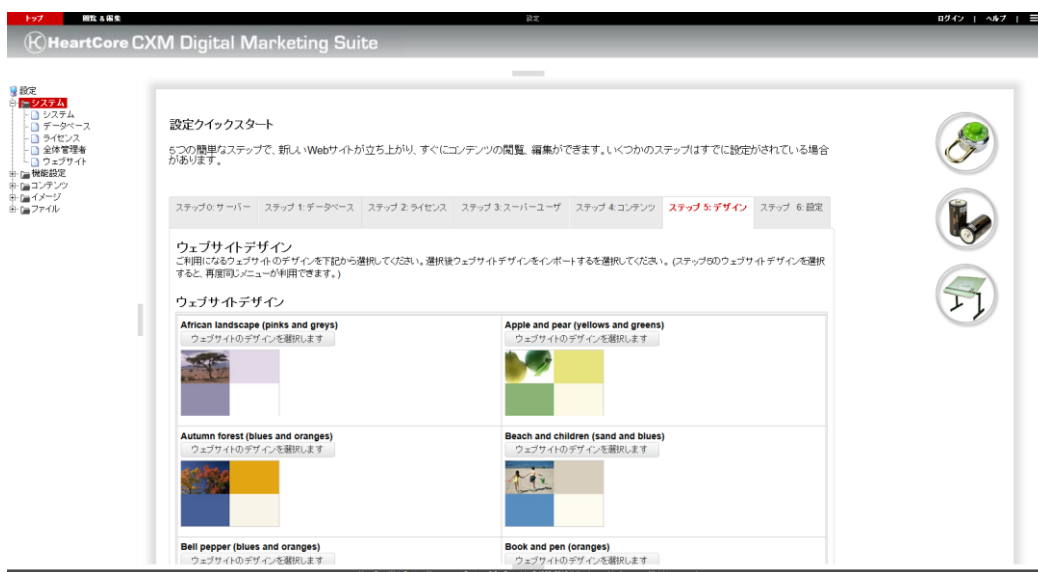 トップ 閲覧 & 編集 設定 ログイン | ヘルプ |
HeartCore CXM Digital Marketing Suite
設定
システム
システム
データベース
ライセンス
全体管理者
ウェブサイト
機能設定
コンテンツ
イメージ
ファイル
設定クイックスタート
5つの簡単なステップで、新しいWebサイトが立ち上がり、すぐにコンテンツの閲覧、編集ができます。いくつかのステップはすでに設定がされている場合
があります。
ステップ0:サーバー ステップ 1:データベース ステップ 2:ライセンス ステップ 3:スーパーユーザ ステップ 4:コンテンツ ステップ 5:デザイン ステップ 6:設定
ウェブサイトデザイン
ご利用になるウェブサイトのデザインを下記から選択してください。選択後ウェブサイトデザインをインポートするを選択してください。(ステップ5のウェブサイトデザインを選択
すると、再度同じメニューが利用できます。)
ウェブサイトデザイン
African landscape (pinks and greys)
ウェブサイトのデザインを選択します
Apple and pear (yellows and greens)
ウェブサイトのデザインを選択します
Autumn forest (blues and oranges)
ウェブサイトのデザインを選択します
Beach and children (sand and blues)
ウェブサイトのデザインを選択します
Bell pepper (blues and oranges)
ウェブサイトのデザインを選択します
Book and pen (oranges)
ウェブサイトのデザインを選択します